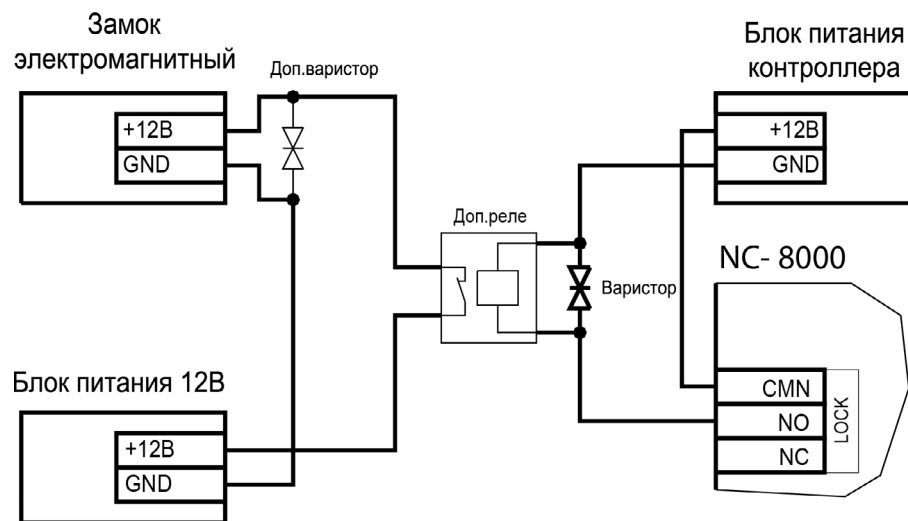 Замок
электромагнитный
+12В
GND
Доп.варистор
Блок питания
контроллера
+12В
GND
Доп.реле
Варистор
NC- 8000
CMN
NO
NC
LOCK
Блок питания 12В
+12В
GND